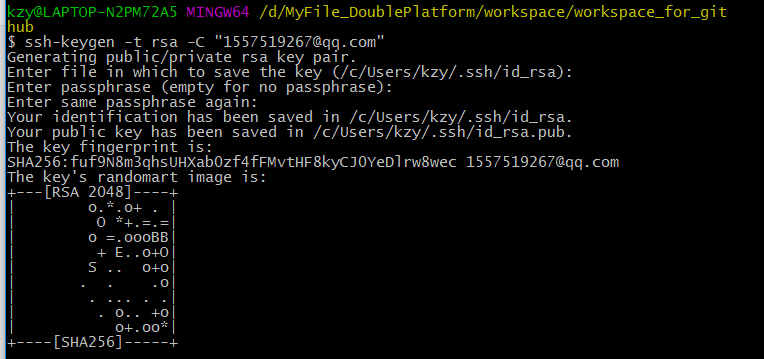 kzy@LAPTOP-N2PM72A5 MINGW64 /d/MyFile_DoublePlatform/workspace/workspace_for_git
hub
$ ssh-keygen -t rsa -C "1557519267@qq.com"
Generating public/private rsa key pair.
Enter file in which to save the key (/c/Users/kzy/.ssh/id_rsa):
Enter passphrase (empty for no passphrase):
Enter same passphrase again:
Your identification has been saved in /c/Users/kzy/.ssh/id_rsa.
Your public key has been saved in /c/Users/kzy/.ssh/id_rsa.pub.
The key fingerprint is:
SHA256:fuf9N8m3qhsUHXabOzf4fFMvtHF8kyCJ0YeDlrw8wec 1557519267@qq.com
The key's randomart image is:
+---[RSA 2048]----+
|        o.*.o+ . |
|         O *+.=.=|
|        o =.oooBB|
|         + E..o+O|
|        S ..  o+o|
|       .  .    .o|
|        . ... . .|
|         . o.. +o|
|           o+.oo*|
+----[SHA256]-----+